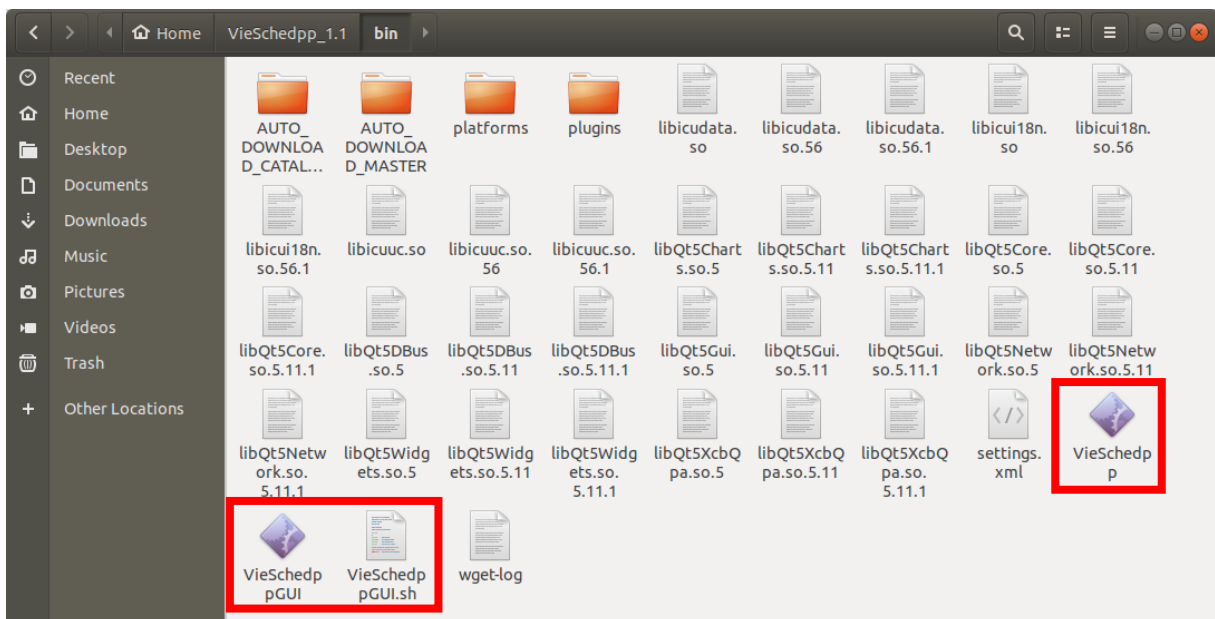 Home VieSchedpp_1.1 bin
Recent
Home
Desktop
Documents
Downloads
Music
Pictures
Videos
Trash
Other Locations
AUTO_
DOWNLOA
D_CATAL...
AUTO_
DOWNLOA
D_MASTER
platforms
plugins
libicudata.
so
libicudata.
so.56
libicudata.
so.56.1
libicui18n.
so
libicui18n.
so.56
libicui18n.
so.56.1
libicuuc.so
libicuuc.so.
56
libicuuc.so.
56.1
libQt5Chart
s.so.5
libQt5Chart
s.so.5.11
libQt5Chart
s.so.5.11.1
libQt5Core.
so.5
libQt5Core.
so.5.11
libQt5Core.
so.5.11.1
libQt5DBus
.so.5
libQt5DBus
.so.5.11
libQt5DBus
.so.5.11.1
libQt5Gui.
so.5
libQt5Gui.
so.5.11
libQt5Gui.
so.5.11.1
libQt5Netw
ork.so.5
libQt5Netw
ork.so.5.11
libQt5Netw
ork.so.
5.11.1
libQt5Widg
ets.so.5
libQt5Widg
ets.so.5.11
libQt5Widg
ets.so.
5.11.1
libQt5XcbQ
pa.so.5
libQt5XcbQ
pa.so.5.11
libQt5XcbQ
pa.so.
5.11.1
settings.
xml
VieSchedp
p
VieSchedp
pGUI
VieSchedp
pGUI.sh
wget-log